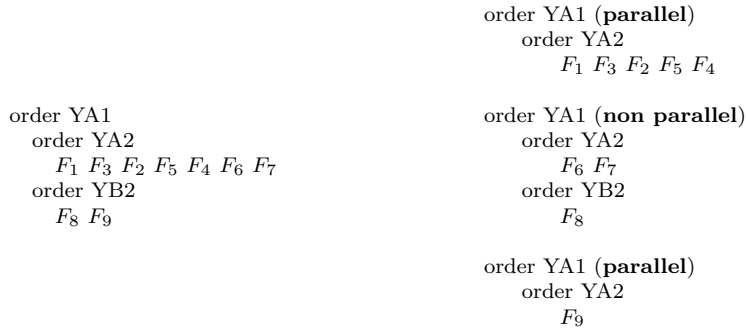 order YA1
order YA2
F₁ F₃ F₂ F₅ F₄ F₆ F₇
order YB2
F₈ F₉
order YA1 (parallel)
order YA2
F₁ F₃ F₂ F₅ F₄
order YA1 (non parallel)
order YA2
F₆ F₇
order YB2
F₈
order YA1 (parallel)
order YA2
F₉